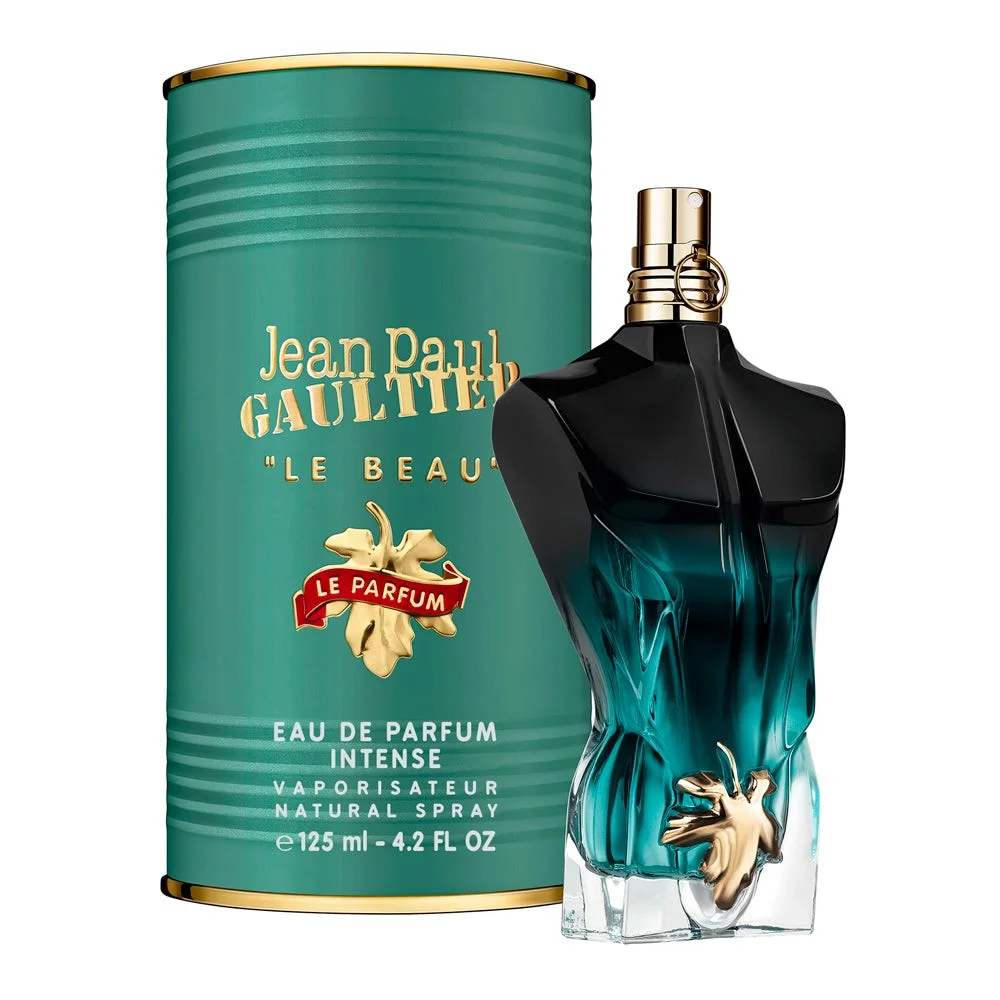 Jean Paul
GAULTIER
"LE BEAU"
LE PARFUM
EAU DE PARFUM
INTENSE
VAPORISATEUR
NATURAL SPRAY
℮125 ml - 4.2 FL OZ